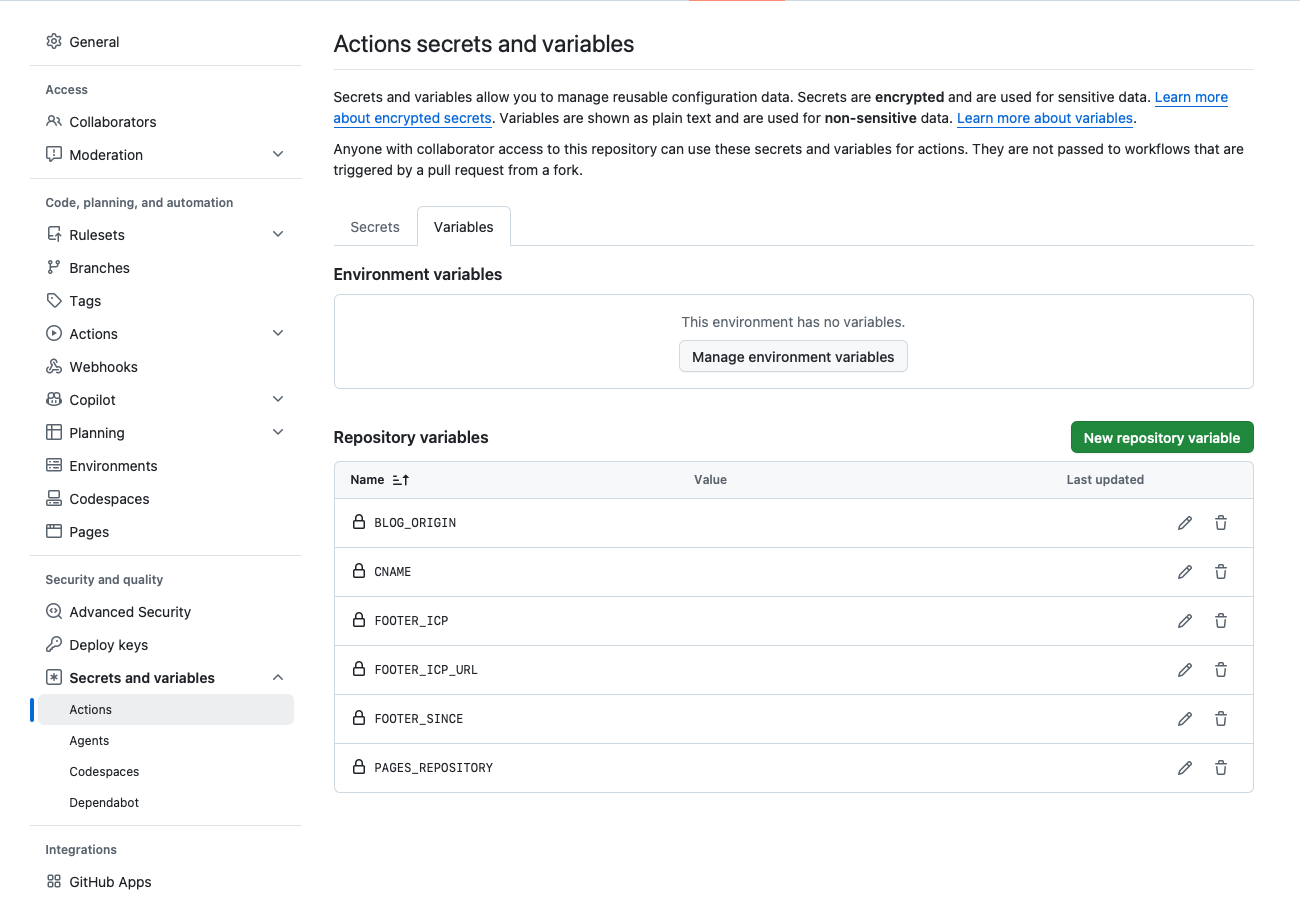 General
Access
Collaborators
Moderation
Code, planning, and automation
Rulesets
Branches
Tags
Actions
Webhooks
Copilot
Planning
Environments
Codespaces
Pages
Security and quality
Advanced Security
Deploy keys
Secrets and variables
Actions
Agents
Codespaces
Dependabot
Integrations
GitHub Apps
Actions secrets and variables
Secrets and variables allow you to manage reusable configuration data. Secrets are encrypted and are used for sensitive data. Learn more
about encrypted secrets. Variables are shown as plain text and are used for non-sensitive data. Learn more about variables.
Anyone with collaborator access to this repository can use these secrets and variables for actions. They are not passed to workflows that are
triggered by a pull request from a fork.
Secrets Variables
Environment variables
This environment has no variables.
Manage environment variables
Repository variables New repository variable
Name Value Last updated
BLOG_ORIGIN
CNAME
FOOTER_ICP
FOOTER_ICP_URL
FOOTER_SINCE
PAGES_REPOSITORY